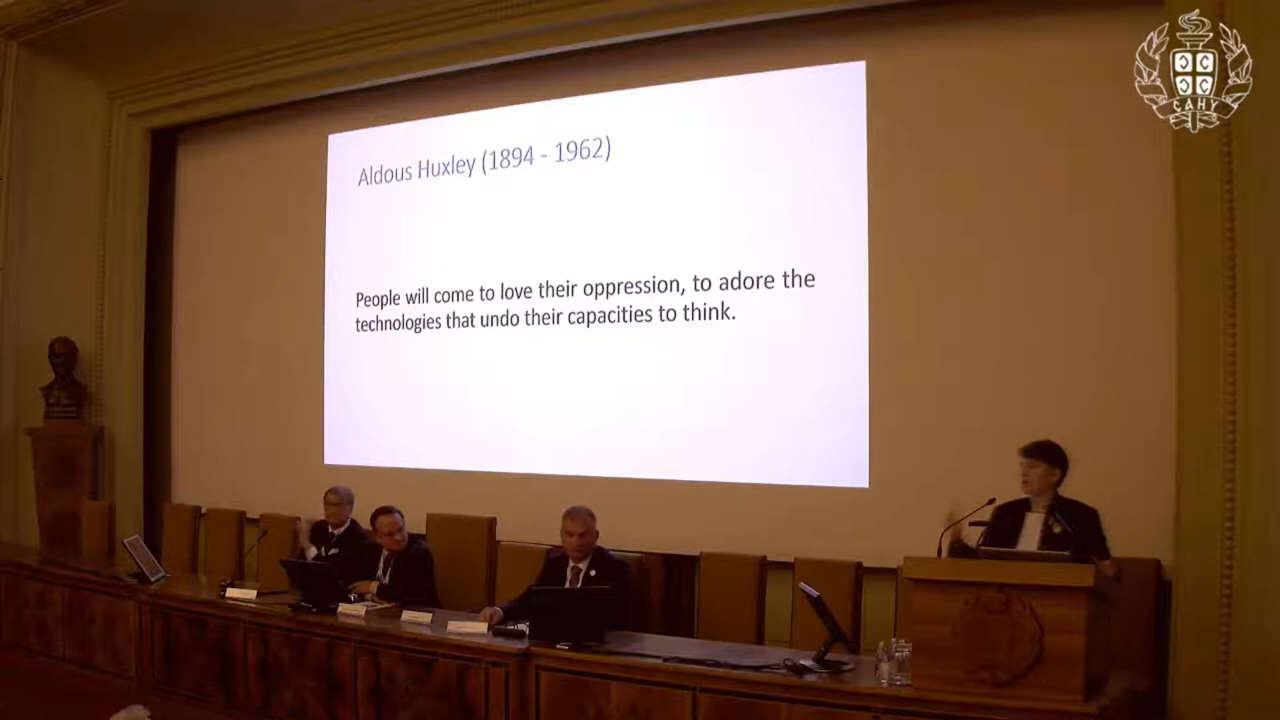 Aldous Huxley (1894 - 1962)
People will come to love their oppression, to adore the
technologies that undo their capacities to think.
САНУ